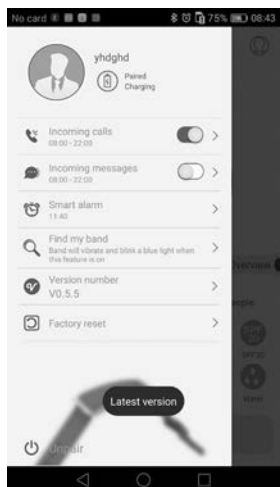 No card
75%
08:43
yhdghd
Paired
Charging
Incoming calls
08:00 - 22:00
Incoming messages
08:00 - 22:00
Smart alarm
11:40
Find my band
Band will vibrate and blink a blue light when
this feature is on
Version number
V0.5.5
Factory reset
Latest version
Unpair